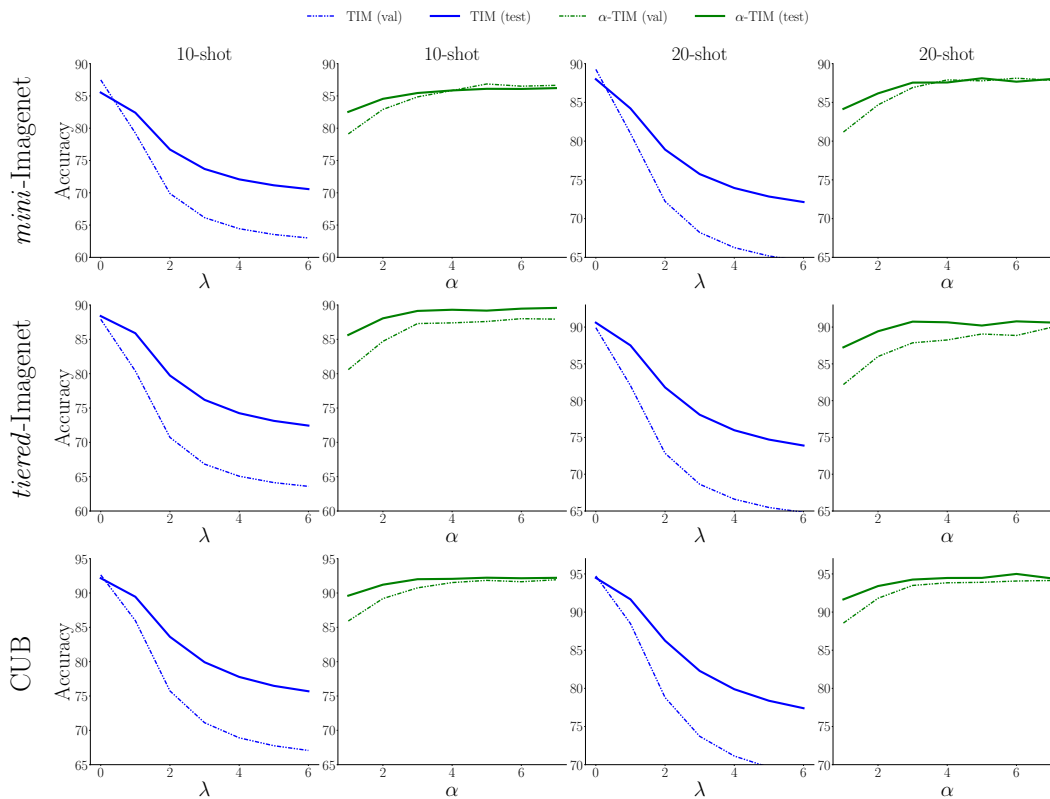 TIM (val) TIM (test) α-TIM (val) α-TIM (test)
10-shot 10-shot 20-shot 20-shot
mini-Imagenet
Accuracy
90 85 80 75 70 65 60
0 2 4 6
λ
90 85 80 75 70 65 60
2 4 6
α
90 85 80 75 70 65
0 2 4 6
λ
90 85 80 75 70 65
2 4 6
α
tiered-Imagenet
Accuracy
90 85 80 75 70 65 60
0 2 4 6
λ
90 85 80 75 70 65 60
2 4 6
α
90 85 80 75 70 65
0 2 4 6
λ
90 85 80 75 70 65
2 4 6
α
CUB
Accuracy
95 90 85 80 75 70 65
0 2 4 6
λ
95 90 85 80 75 70 65
2 4 6
α
95 90 85 80 75 70
0 2 4 6
λ
95 90 85 80 75 70
2 4 6
α